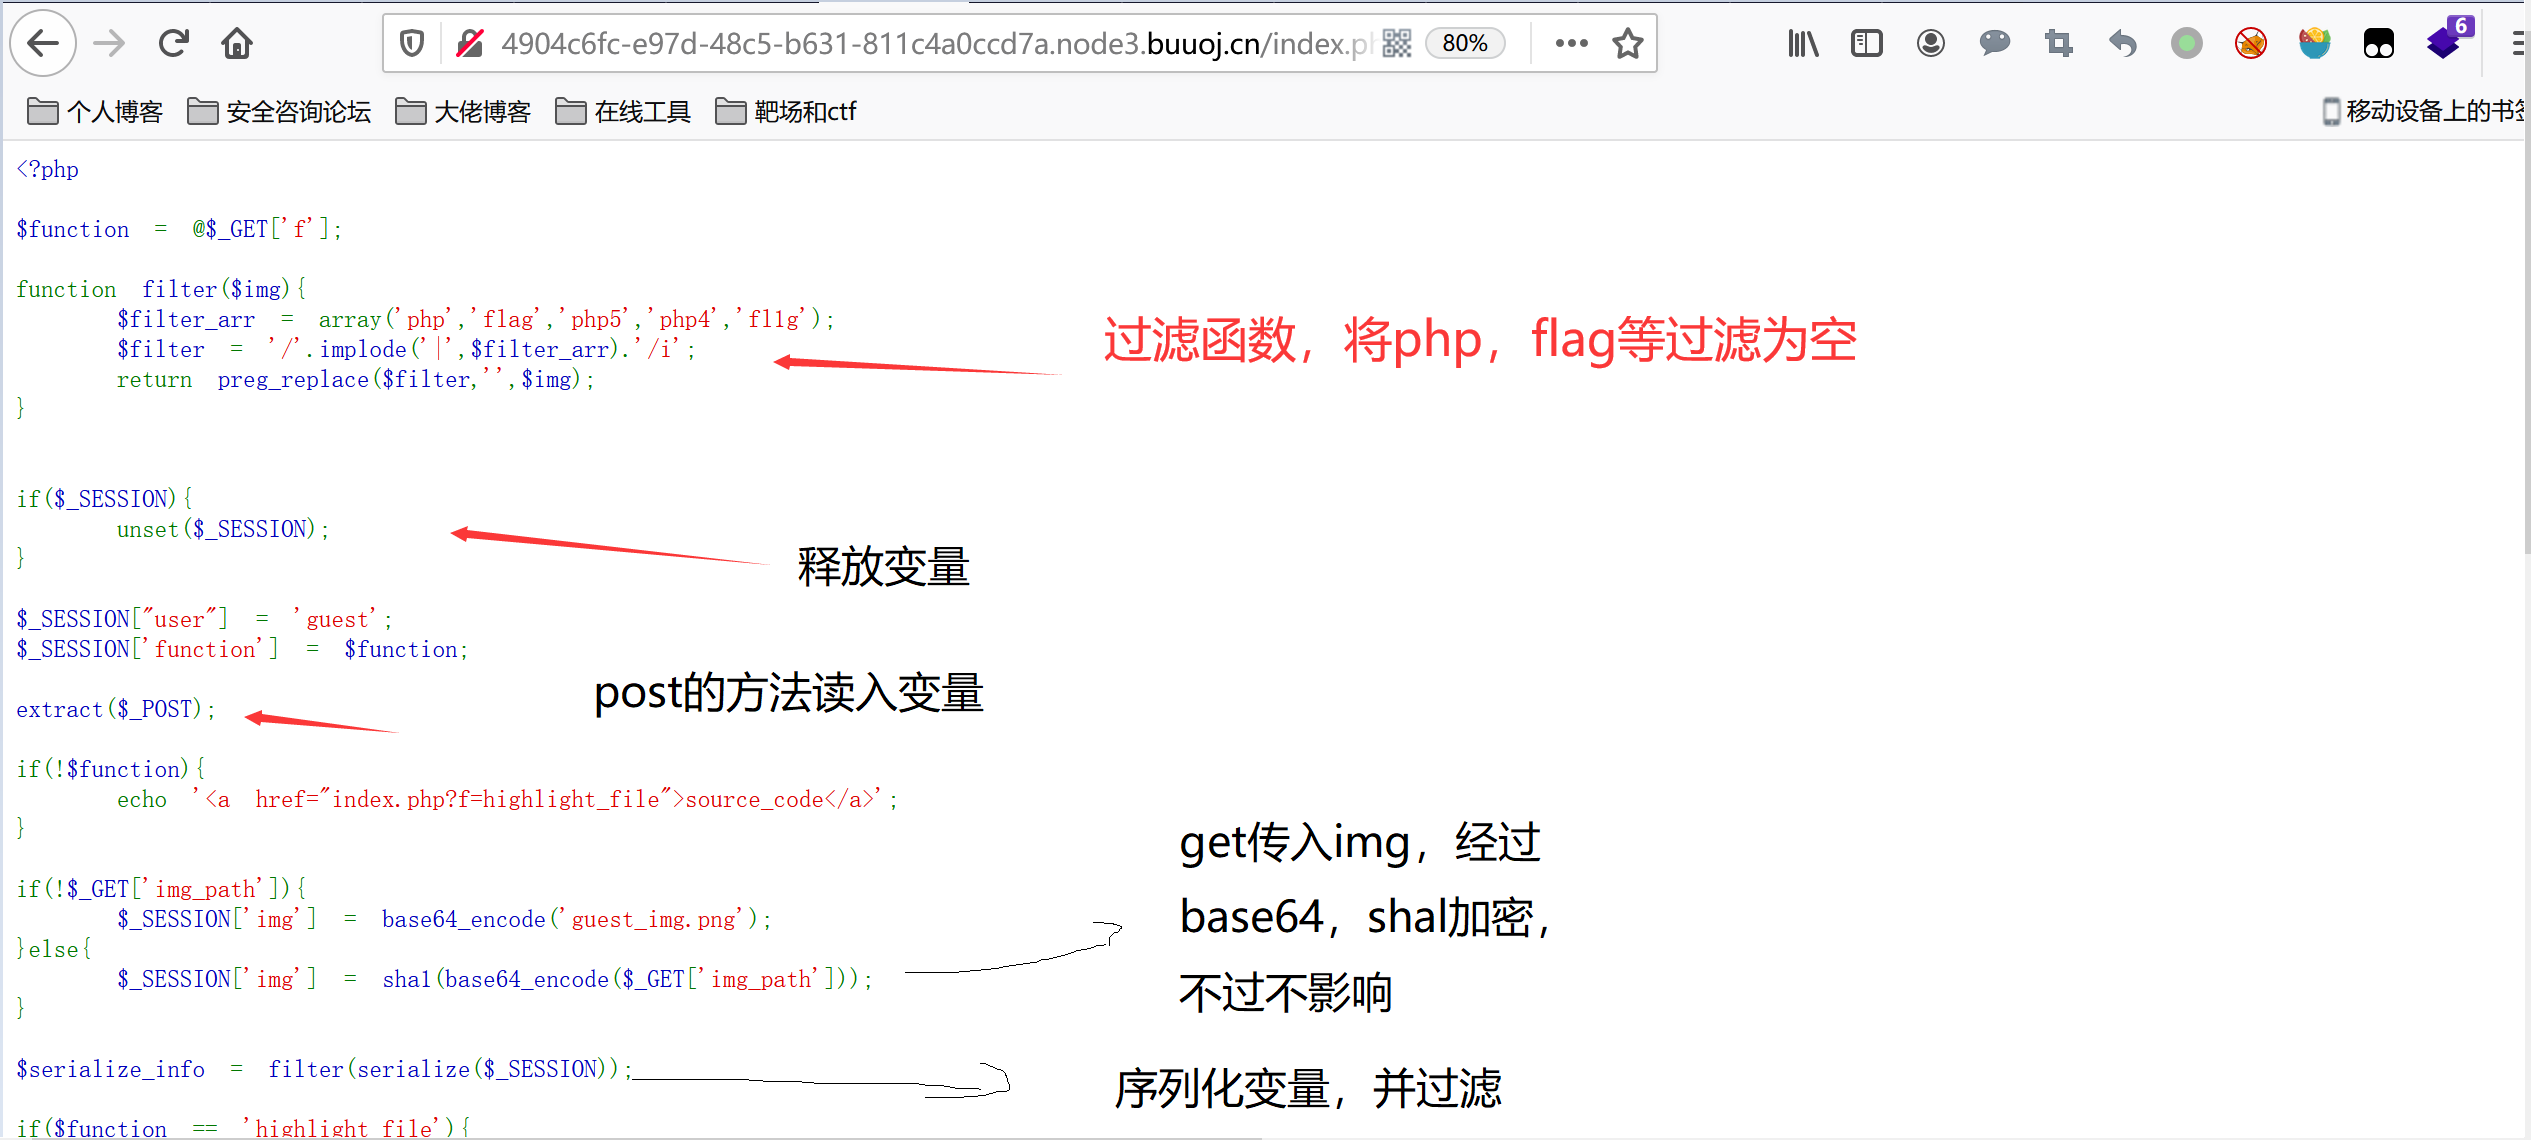 4904c6fc-e97d-48c5-b631-811c4a0ccd7a.node3.buuoj.cn/index.p
80%
6
个人博客 安全咨询论坛 大佬博客 在线工具 靶场和ctf 移动设备上的书签
<?php
$function = @$_GET['f'];
function filter($img){
$filter_arr = array('php','flag','php5','php4','fl1g');
$filter = '/'.implode('|',$filter_arr).'/i';
return preg_replace($filter,'',$img);
}
过滤函数，将php，flag等过滤为空
if($_SESSION){
unset($_SESSION);
}
释放变量
$_SESSION["user"] = 'guest';
$_SESSION['function'] = $function;
post的方法读入变量
extract($_POST);
if(!$function){
echo '<a href="index.php?f=highlight_file">source_code</a>';
}
if(!$_GET['img_path']){
$_SESSION['img'] = base64_encode('guest_img.png');
}else{
$_SESSION['img'] = sha1(base64_encode($_GET['img_path']));
}
get传入img，经过
base64，shal加密，
不过不影响
$serialize_info = filter(serialize($_SESSION));
序列化变量，并过滤
if($function == 'highlight_file'){